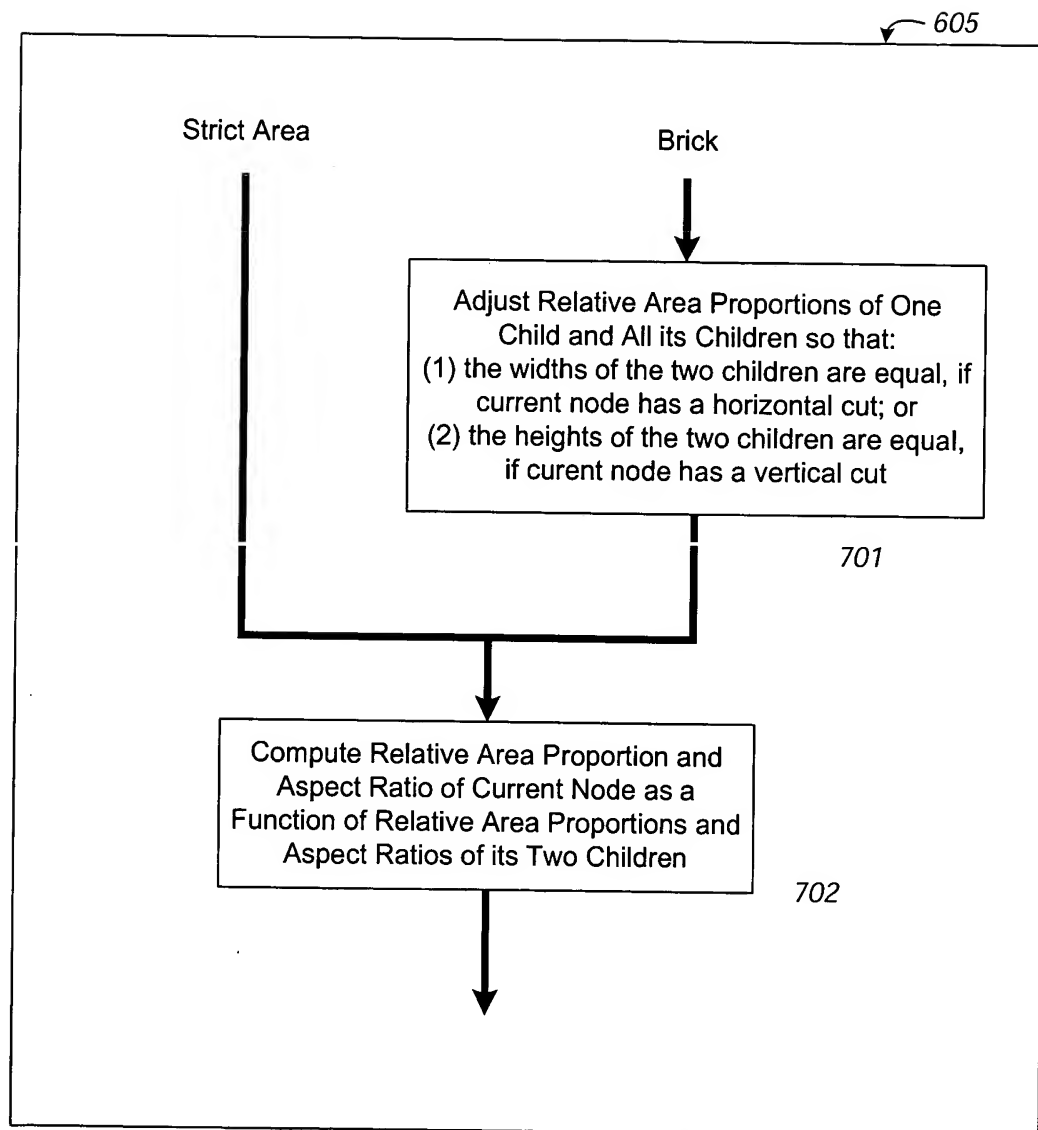 605
Strict Area
Brick
Adjust Relative Area Proportions of One
Child and All its Children so that:
(1) the widths of the two children are equal, if
current node has a horizontal cut; or
(2) the heights of the two children are equal,
if curent node has a vertical cut
701
Compute Relative Area Proportion and
Aspect Ratio of Current Node as a
Function of Relative Area Proportions and
Aspect Ratios of its Two Children
702